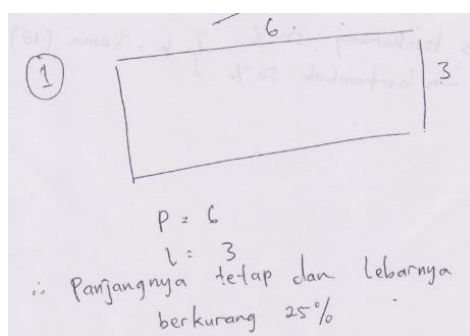 6
①
3
P = 6
l = 3
∴ Panjangnya tetap dan lebarnya
berkurang 25%